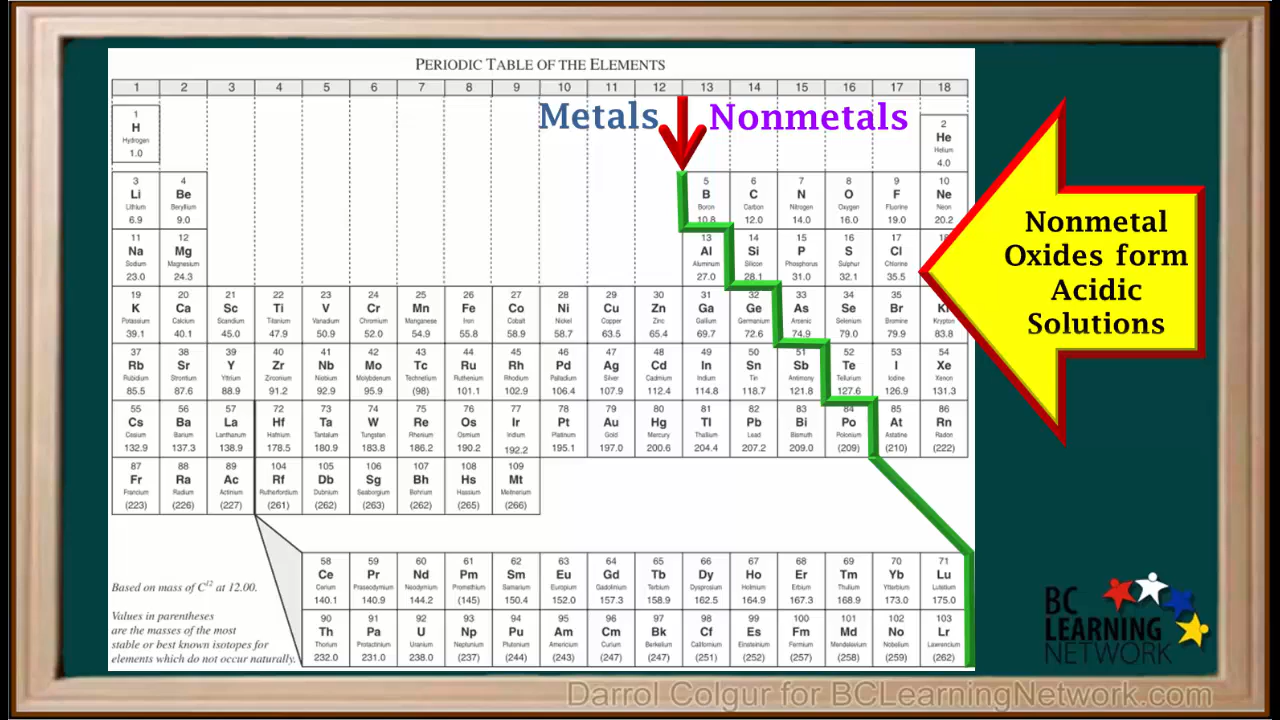 PERIODIC TABLE OF THE ELEMENTS
1 2 3 4 5 6 7 8 9 10 11 12 13 14 15 16 17 18
Metals Nonmetals
1 2
H He
Hydrogen Helium
1.0 4.0
3 4 5 6 7 8 9 10
Li Be B C N O F Ne
Lithium Beryllium Boron Carbon Nitrogen Oxygen Fluorine Neon
6.9 9.0 10.8 12.0 14.0 16.0 19.0 20.2
11 12 13 14 15 16 17
Na Mg Al Si P S Cl
Sodium Magnesium Aluminum Silicon Phosphorus Sulphur Chlorine
23.0 24.3 27.0 28.1 31.0 32.1 35.5
19 20 21 22 23 24 25 26 27 28 29 30 31 32 33 34 35
K Ca Sc Ti V Cr Mn Fe Co Ni Cu Zn Ga Ge As Se Br
Potassium Calcium Scandium Titanium Vanadium Chromium Manganese Iron Cobalt Nickel Copper Zinc Gallium Germanium Arsenic Selenium Bromine Krypton
39.1 40.1 45.0 47.9 50.9 52.0 54.9 55.8 58.9 58.7 63.5 65.4 69.7 72.6 74.9 79.0 79.9 83.8
37 38 39 40 41 42 43 44 45 46 47 48 49 50 51 52 53 54
Rb Sr Y Zr Nb Mo Tc Ru Rh Pd Ag Cd In Sn Sb Te I Xe
Rubidium Strontium Yttrium Zirconium Niobium Molybdenum Technetium Ruthenium Rhodium Palladium Silver Cadmium Indium Tin Antimony Tellurium Iodine Xenon
85.5 87.6 88.9 91.2 92.9 95.9 (98) 101.1 102.9 106.4 107.9 112.4 114.8 118.7 121.8 127.6 126.9 131.3
55 56 57 72 73 74 75 76 77 78 79 80 81 82 83 84 85 86
Cs Ba La Hf Ta W Re Os Ir Pt Au Hg Tl Pb Bi Po At Rn
Cesium Barium Lanthanum Hafnium Tantalum Tungsten Rhenium Osmium Iridium Platinum Gold Mercury Thallium Lead Bismuth Polonium Astatine Radon
132.9 137.3 138.9 178.5 180.9 183.8 186.2 190.2 192.2 195.1 197.0 200.6 204.4 207.2 209.0 (209) (210) (222)
87 88 89 104 105 106 107 108 109
Fr Ra Ac Rf Db Sg Bh Hs Mt
Francium Radium Actinium Rutherfordium Dubnium Seaborgium Bohrium Hassium Meitnerium
(223) (226) (227) (261) (262) (263) (262) (265) (266)
58 59 60 61 62 63 64 65 66 67 68 69 70 71
Ce Pr Nd Pm Sm Eu Gd Tb Dy Ho Er Tm Yb Lu
Cerium Praseodymium Neodymium Promethium Samarium Europium Gadolinium Terbium Dysprosium Holmium Erbium Thulium Ytterbium Lutetium
140.1 140.9 144.2 (145) 150.4 152.0 157.3 158.9 162.5 164.9 167.3 168.9 173.0 175.0
90 91 92 93 94 95 96 97 98 99 100 101 102 103
Th Pa U Np Pu Am Cm Bk Cf Es Fm Md No Lr
Thorium Protactinium Uranium Neptunium Plutonium Americium Curium Berkelium Californium Einsteinium Fermium Mendelevium Nobelium Lawrencium
232.0 231.0 238.0 (237) (244) (243) (247) (247) (251) (252) (257) (258) (259) (262)
Based on mass of C12 at 12.00.
Values in parentheses
are the masses of the most
stable or best known isotopes for
elements which do not occur naturally.
Nonmetal
Oxides form
Acidic
Solutions
BC
LEARNING
NETWORK
Darrol Colgur for BCLearningNetwork.com